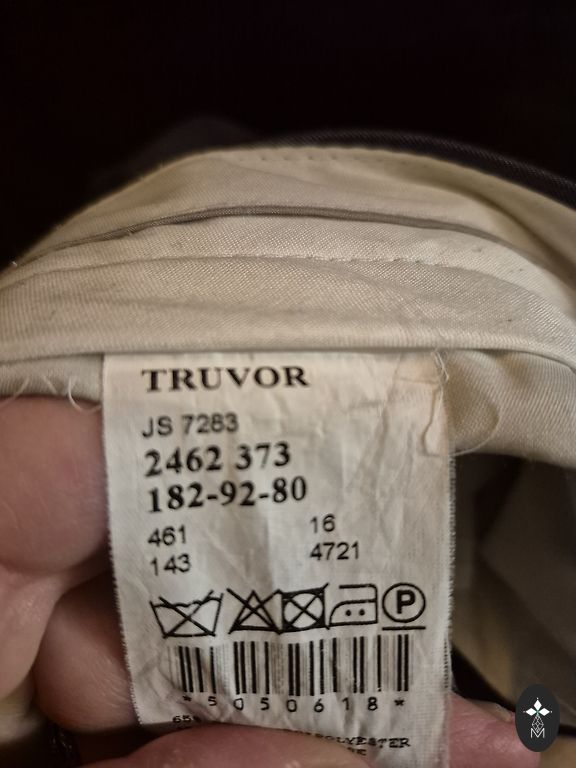 TRUVOR
JS 7283
2462 373
182-92-80
461 16
143 4721
P
*5050618*
POLYESTER